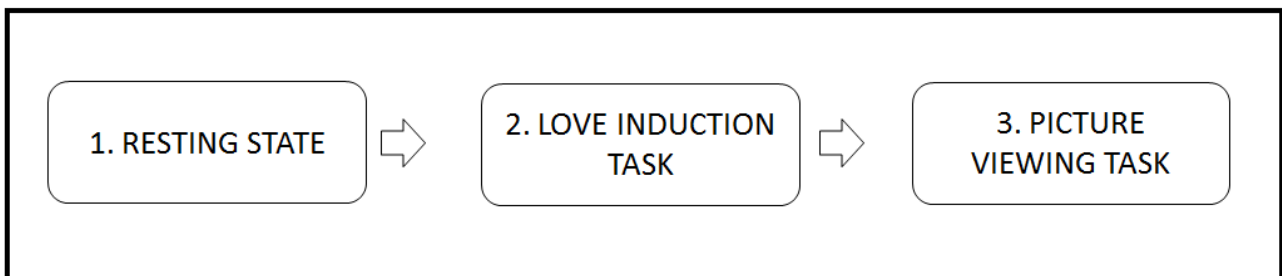 1. RESTING STATE
2. LOVE INDUCTION
TASK
3. PICTURE
VIEWING TASK